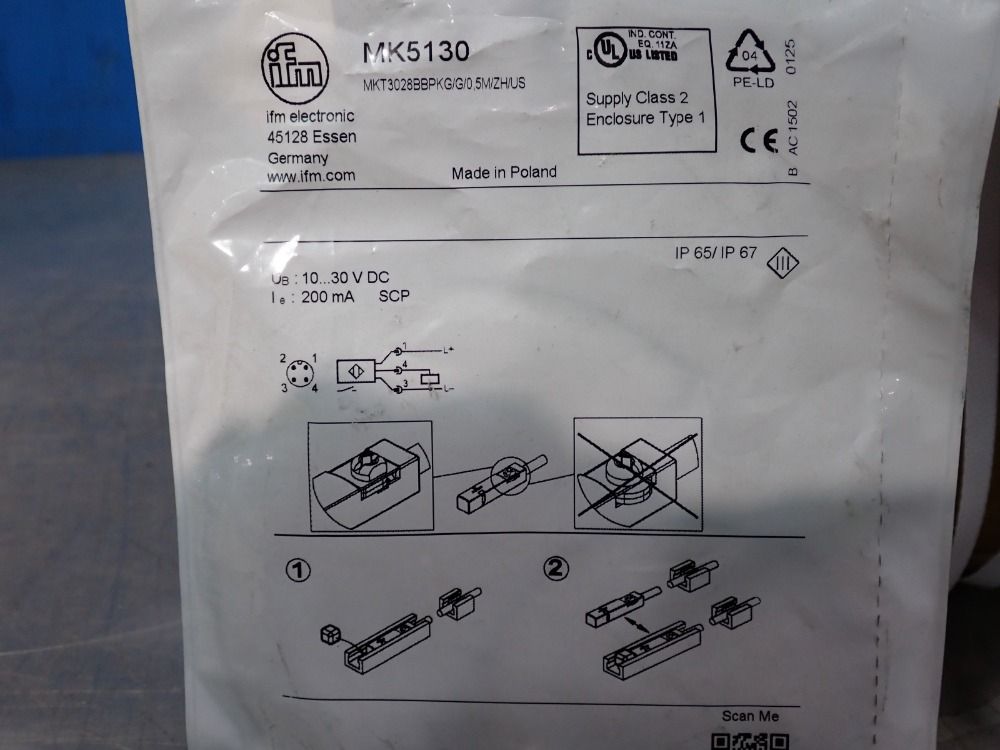 ifm
MK5130
MKT3028BBPKG/G/0,5M/ZH/US
ifm electronic
45128 Essen
Germany
www.ifm.com
Made in Poland
IND. CONT.
EQ. 11ZA
C UL US LISTED
Supply Class 2
Enclosure Type 1
04
PE-LD
CE
B AC1502 0125
UB : 10...30 V DC
Ie : 200 mA SCP
IP 65/ IP 67
III
2 1
3 4
1 L+
4
3 L-
1
2
Scan Me